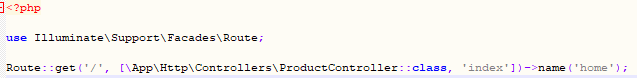 <?php
use Illuminate\Support\Facades\Route;
Route::get('/', [\App\Http\Controllers\ProductController::class, 'index'])->name('home');